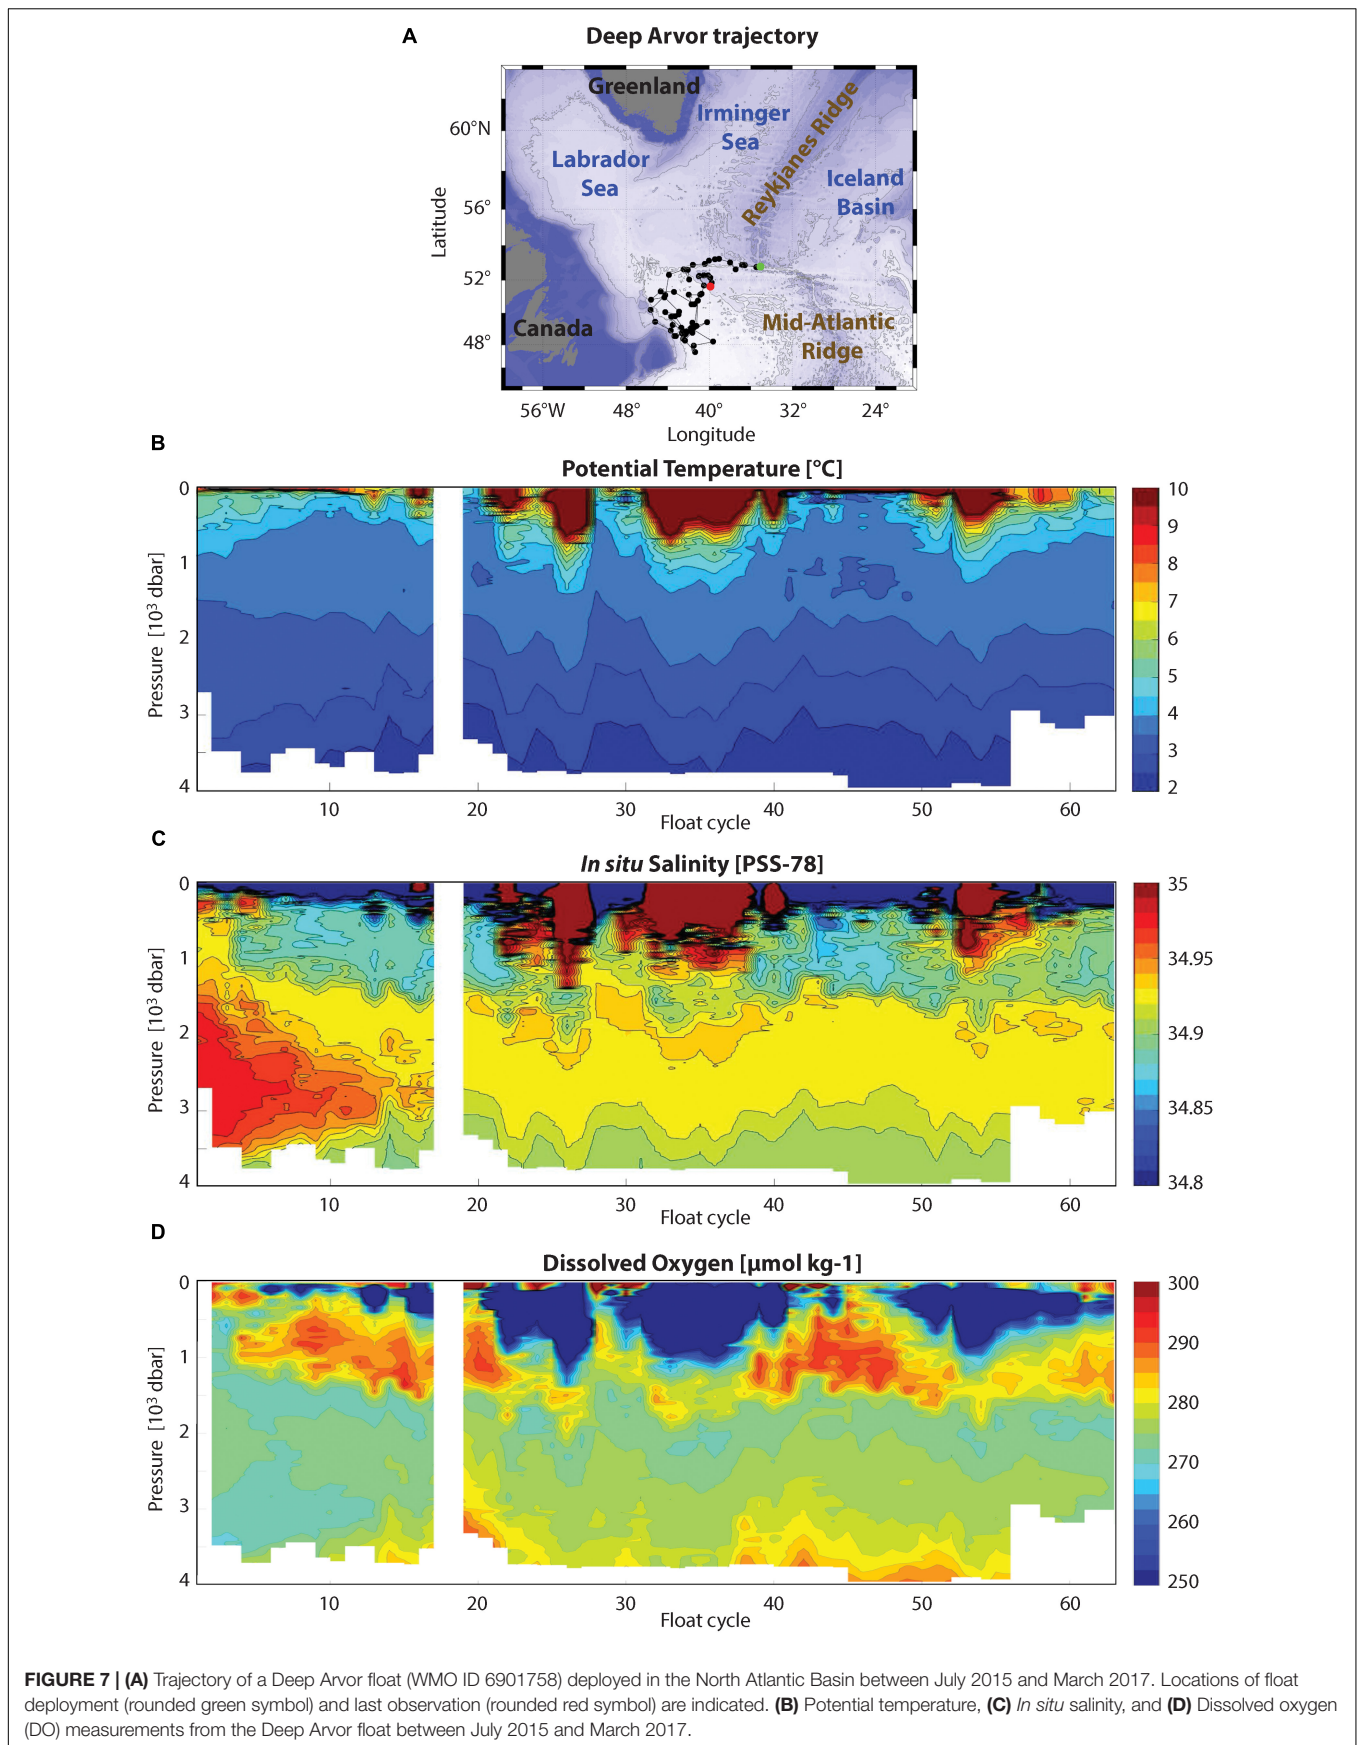 A
Deep Arvor trajectory
Greenland
Irminger
Sea
Reykjanes Ridge
Labrador
Sea
Iceland
Basin
Canada
Mid-Atlantic
Ridge
60°N
56°
52°
48°
Latitude
56°W 48° 40° 32° 24°
Longitude
B
Potential Temperature [°C]
0
1
2
3
4
Pressure [10³ dbar]
10 20 30 40 50 60
Float cycle
10
9
8
7
6
5
4
3
2
C
In situ Salinity [PSS-78]
0
1
2
3
4
Pressure [10³ dbar]
10 20 30 40 50 60
Float cycle
35
34.95
34.9
34.85
34.8
D
Dissolved Oxygen [µmol kg-1]
0
1
2
3
4
Pressure [10³ dbar]
10 20 30 40 50 60
Float cycle
300
290
280
270
260
250
FIGURE 7 | (A) Trajectory of a Deep Arvor float (WMO ID 6901758) deployed in the North Atlantic Basin between July 2015 and March 2017. Locations of float
deployment (rounded green symbol) and last observation (rounded red symbol) are indicated. (B) Potential temperature, (C) In situ salinity, and (D) Dissolved oxygen
(DO) measurements from the Deep Arvor float between July 2015 and March 2017.